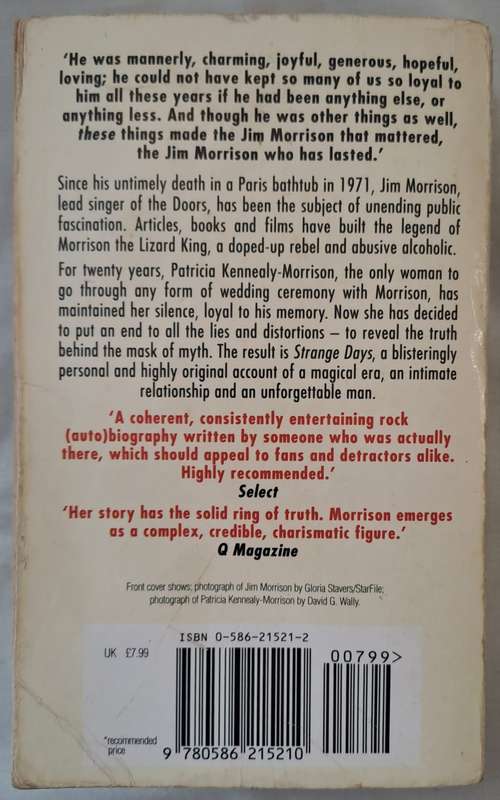 ‘He was mannerly, charming, joyful, generous, hopeful,
loving; he could not have kept so many of us so loyal to
him all these years if he had been anything else, or
anything less. And though he was other things as well,
these things made the Jim Morrison that mattered,
the Jim Morrison who has lasted.’
Since his untimely death in a Paris bathtub in 1971, Jim Morrison,
lead singer of the Doors, has been the subject of unending public
fascination. Articles, books and films have built the legend of
Morrison the Lizard King, a doped-up rebel and abusive alcoholic.
For twenty years, Patricia Kennealy-Morrison, the only woman to
go through any form of wedding ceremony with Morrison, has
maintained her silence, loyal to his memory. Now she has decided
to put an end to all the lies and distortions – to reveal the truth
behind the mask of myth. The result is Strange Days, a blisteringly
personal and highly original account of a magical era, an intimate
relationship and an unforgettable man.
‘A coherent, consistently entertaining rock
(auto)biography written by someone who was actually
there, which should appeal to fans and detractors alike.
Highly recommended.’
Select
‘Her story has the solid ring of truth. Morrison emerges
as a complex, credible, charismatic figure.’
Q Magazine
Front cover shows: photograph of Jim Morrison by Gloria Stavers/StarFile;
photograph of Patricia Kennealy-Morrison by David G. Wally.
ISBN 0-586-21521-2
UK £7.99
00799>
*recommended
price
9 780586 215210